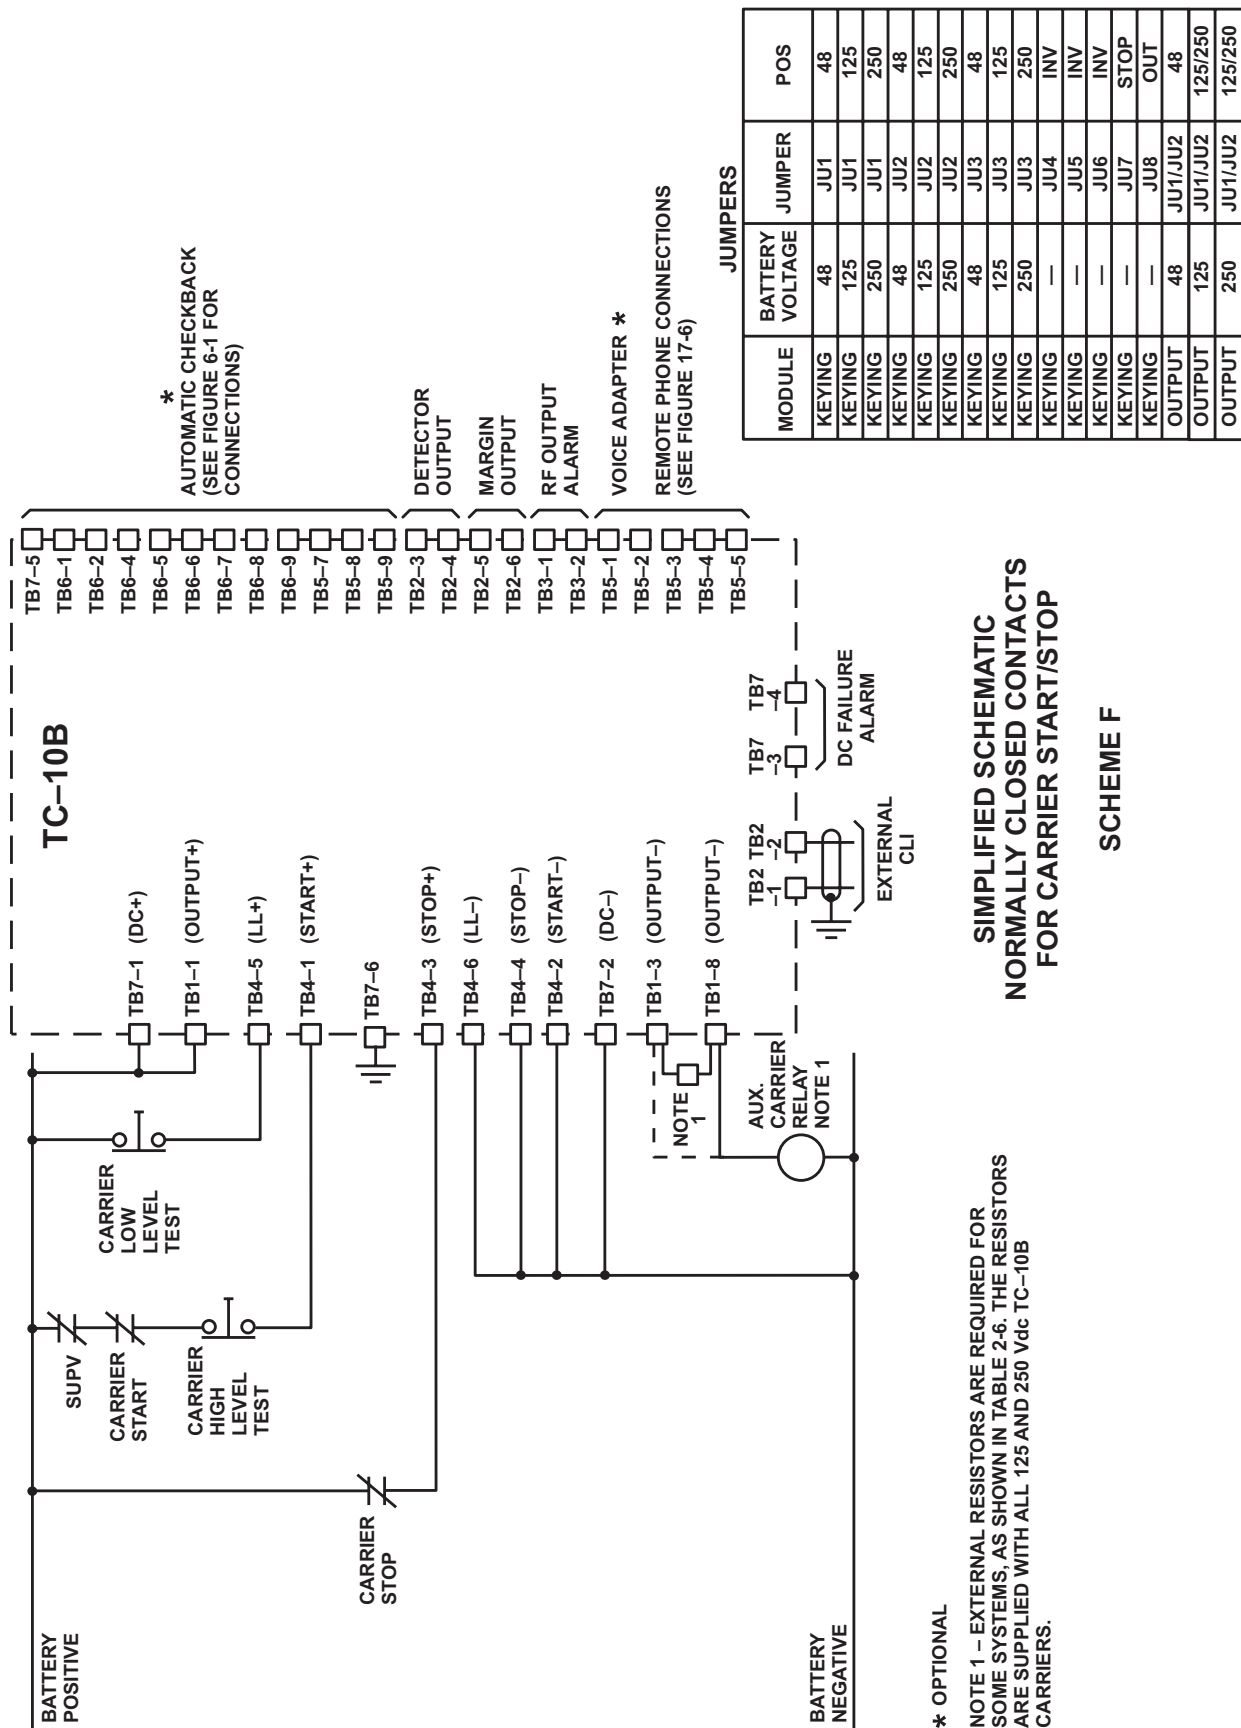 BATTERY
POSITIVE
CARRIER
STOP
SUPV
CARRIER
START
CARRIER
HIGH
LEVEL
TEST
CARRIER
LOW
LEVEL
TEST
TC–10B
TB7–1 (DC+)
TB1–1 (OUTPUT+)
TB4–5 (LL+)
TB4–1 (START+)
TB7–6
TB4–3 (STOP+)
TB4–6 (LL–)
TB4–4 (STOP–)
TB4–2 (START–)
TB7–2 (DC–)
TB1–3 (OUTPUT–)
TB1–8 (OUTPUT–)
NOTE
1
AUX.
CARRIER
RELAY
NOTE 1
BATTERY
NEGATIVE
TB2
–1
TB2
–2
EXTERNAL
CLI
TB7
–3
TB7
–4
DC FAILURE
ALARM
TB7–5
TB6–1
TB6–2
TB6–4
TB6–5
TB6–6
TB6–7
TB6–8
TB6–9
TB5–7
TB5–8
TB5–9
TB2–3
TB2–4
TB2–5
TB2–6
TB3–1
TB3–2
TB5–1
TB5–2
TB5–3
TB5–4
TB5–5
*
AUTOMATIC CHECKBACK
(SEE FIGURE 6-1 FOR
CONNECTIONS)
DETECTOR
OUTPUT
MARGIN
OUTPUT
RF OUTPUT
ALARM
VOICE ADAPTER *
REMOTE PHONE CONNECTIONS
(SEE FIGURE 17-6)
JUMPERS
MODULE BATTERY VOLTAGE JUMPER POS
KEYING 48 JU1 48
KEYING 125 JU1 125
KEYING 250 JU1 250
KEYING 48 JU2 48
KEYING 125 JU2 125
KEYING 250 JU2 250
KEYING 48 JU3 48
KEYING 125 JU3 125
KEYING 250 JU3 250
KEYING — JU4 INV
KEYING — JU5 INV
KEYING — JU6 INV
KEYING — JU7 STOP
KEYING — JU8 OUT
OUTPUT 48 JU1/JU2 48
OUTPUT 125 JU1/JU2 125/250
OUTPUT 250 JU1/JU2 125/250
* OPTIONAL
NOTE 1 – EXTERNAL RESISTORS ARE REQUIRED FOR
SOME SYSTEMS, AS SHOWN IN TABLE 2-6. THE RESISTORS
ARE SUPPLIED WITH ALL 125 AND 250 Vdc TC–10B
CARRIERS.
SIMPLIFIED SCHEMATIC
NORMALLY CLOSED CONTACTS
FOR CARRIER START/STOP
SCHEME F